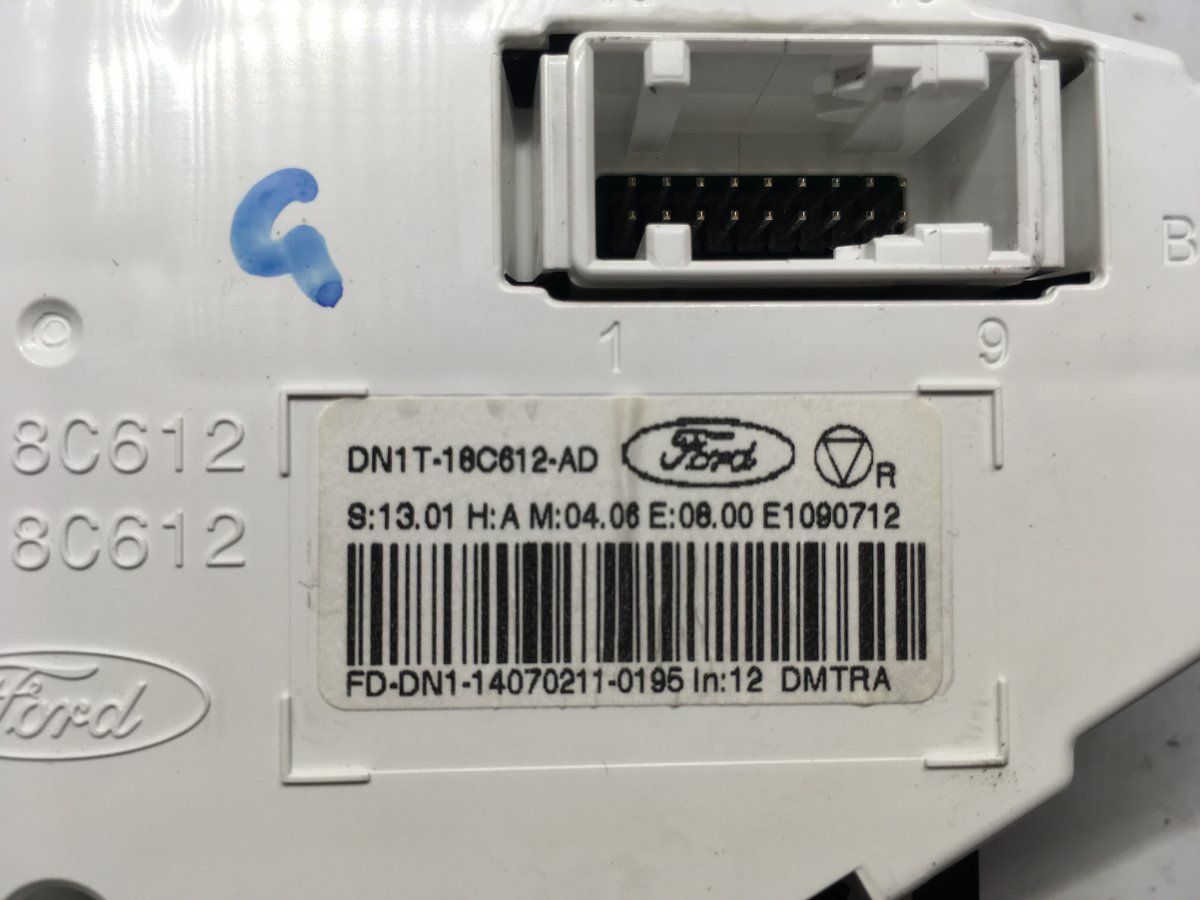 B
1 9
8C612
8C612
DN1T-18C612-AD Ford R
S:13.01 H:A M:04.06 E:08.00 E1090712
FD-DN1-14070211-0195 In:12 DMTRA
Ford